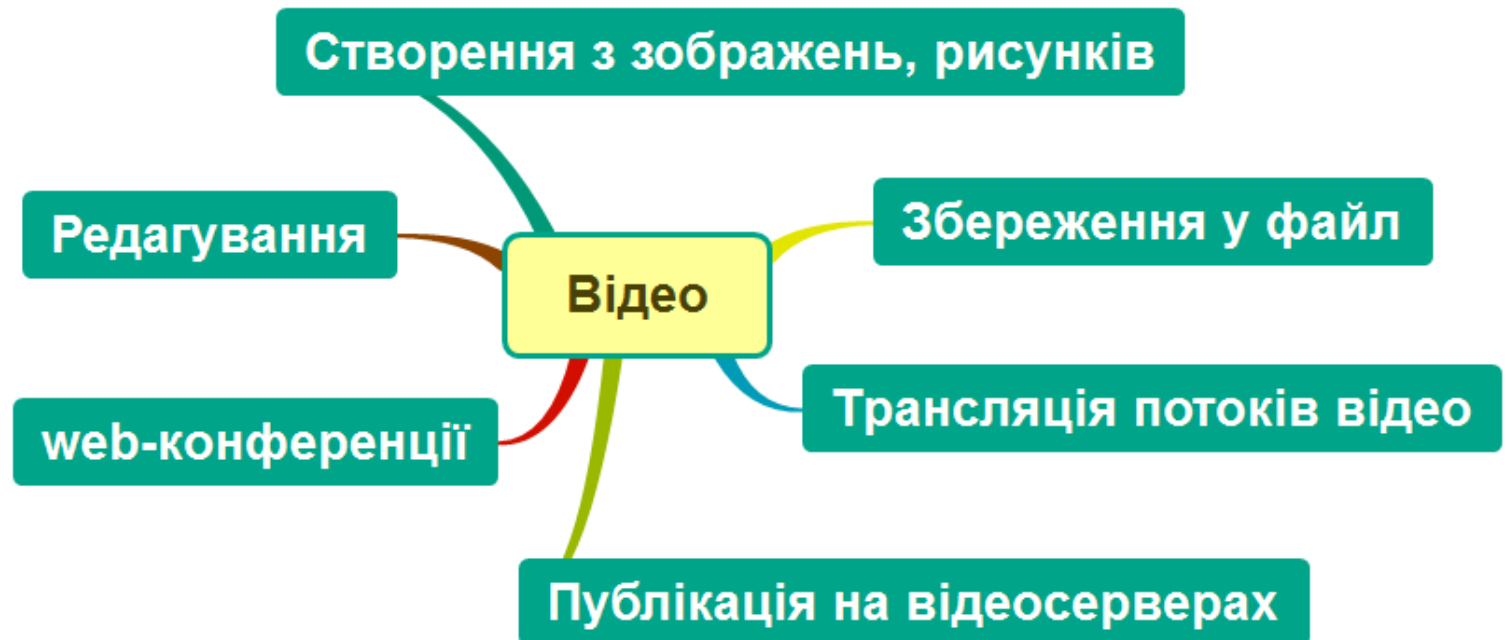 Створення з зображень, рисунків
Редагування
Збереження у файл
Відео
Трансляція потоків відео
web-конференції
Публікація на відеосерверах